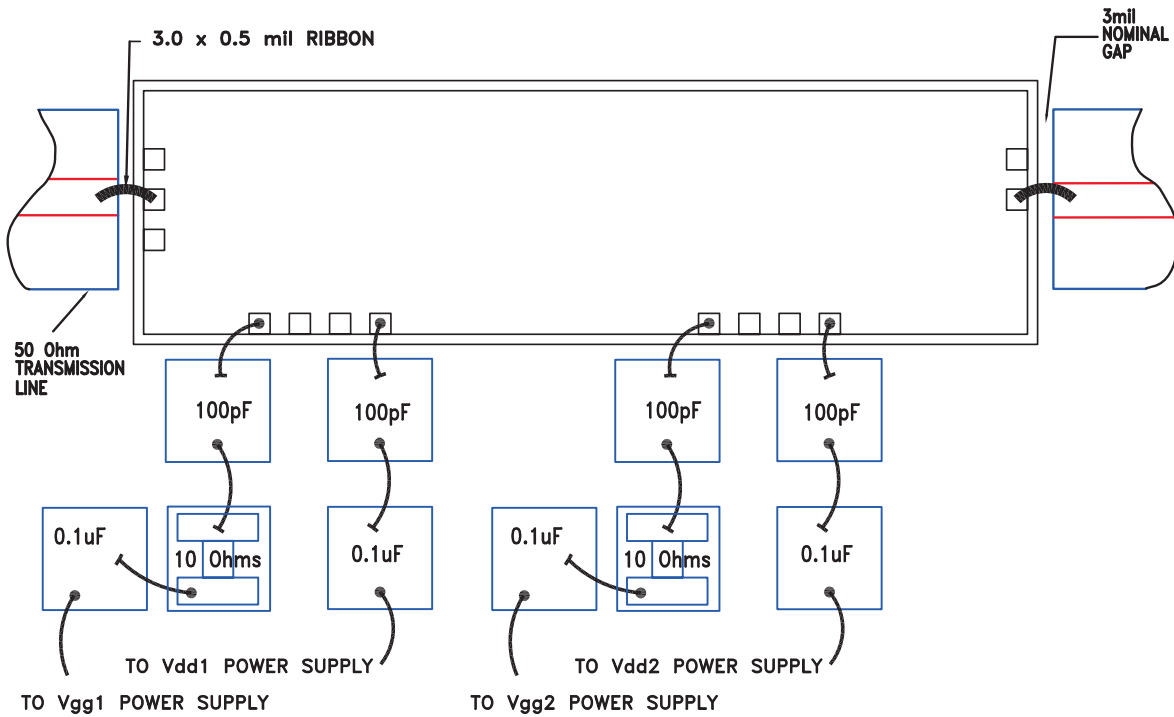 3.0 x 0.5 mil RIBBON
3mil
NOMINAL
GAP
50 Ohm
TRANSMISSION
LINE
100pF
100pF
100pF
100pF
0.1uF
10 Ohms
0.1uF
0.1uF
10 Ohms
0.1uF
TO Vdd1 POWER SUPPLY
TO Vdd2 POWER SUPPLY
TO Vgg1 POWER SUPPLY
TO Vgg2 POWER SUPPLY